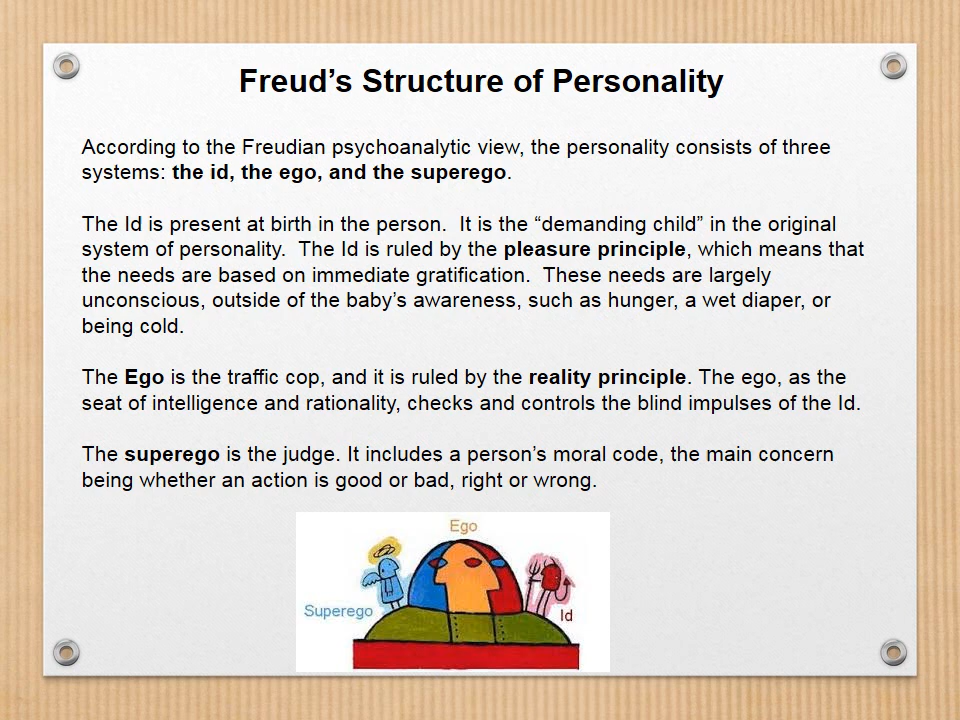 Freud’s Structure of Personality
According to the Freudian psychoanalytic view, the personality consists of three
systems: the id, the ego, and the superego.
The Id is present at birth in the person.  It is the “demanding child” in the original
system of personality.  The Id is ruled by the pleasure principle, which means that
the needs are based on immediate gratification.  These needs are largely
unconscious, outside of the baby’s awareness, such as hunger, a wet diaper, or
being cold.
The Ego is the traffic cop, and it is ruled by the reality principle. The ego, as the
seat of intelligence and rationality, checks and controls the blind impulses of the Id.
The superego is the judge. It includes a person’s moral code, the main concern
being whether an action is good or bad, right or wrong.
Ego
Superego
Id